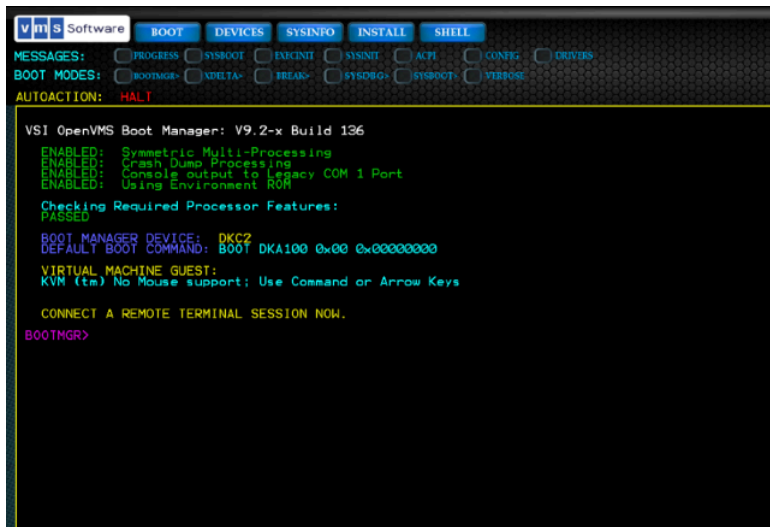 vms Software BOOT DEVICES SYSINFO INSTALL SHELL
MESSAGES: PROGRESS SYSBOOT EXECINIT SYSINIT ACPI CONFIG DRIVERS
BOOT MODES: BOOTMGR> XDELTA> BREAK> SYSDBG> SYSBOOT> VERBOSE
AUTOACTION: HALT
VSI OpenVMS Boot Manager: V9.2-x Build 136
ENABLED: Symmetric Multi-Processing
ENABLED: Crash Dump Processing
ENABLED: Console output to Legacy COM 1 Port
ENABLED: Using Environment ROM
Checking Required Processor Features:
PASSED
BOOT MANAGER DEVICE: DKC2
DEFAULT BOOT COMMAND: BOOT DKA100 0x00 0x00000000
VIRTUAL MACHINE GUEST:
KVM (tm) No Mouse support; Use Command or Arrow Keys
CONNECT A REMOTE TERMINAL SESSION NOW.
BOOTMGR>